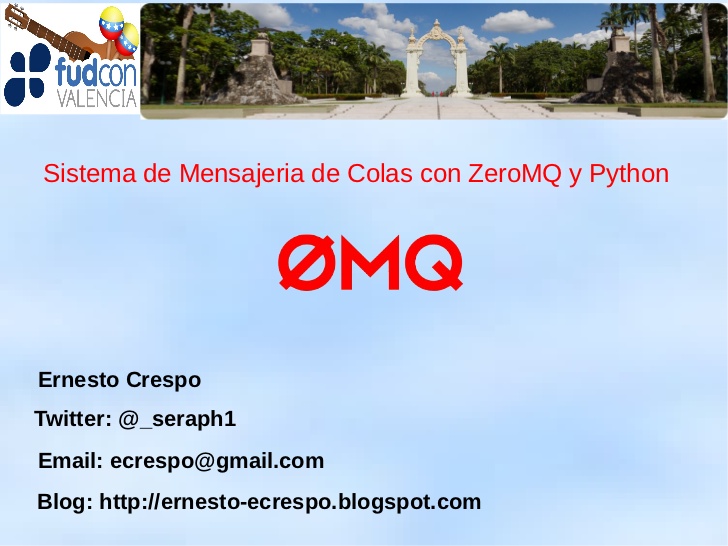 fudcon
VALENCIA
Sistema de Mensajeria de Colas con ZeroMQ y Python
ØMQ
Ernesto Crespo
Twitter: @_seraph1
Email: ecrespo@gmail.com
Blog: http://ernesto-ecrespo.blogspot.com